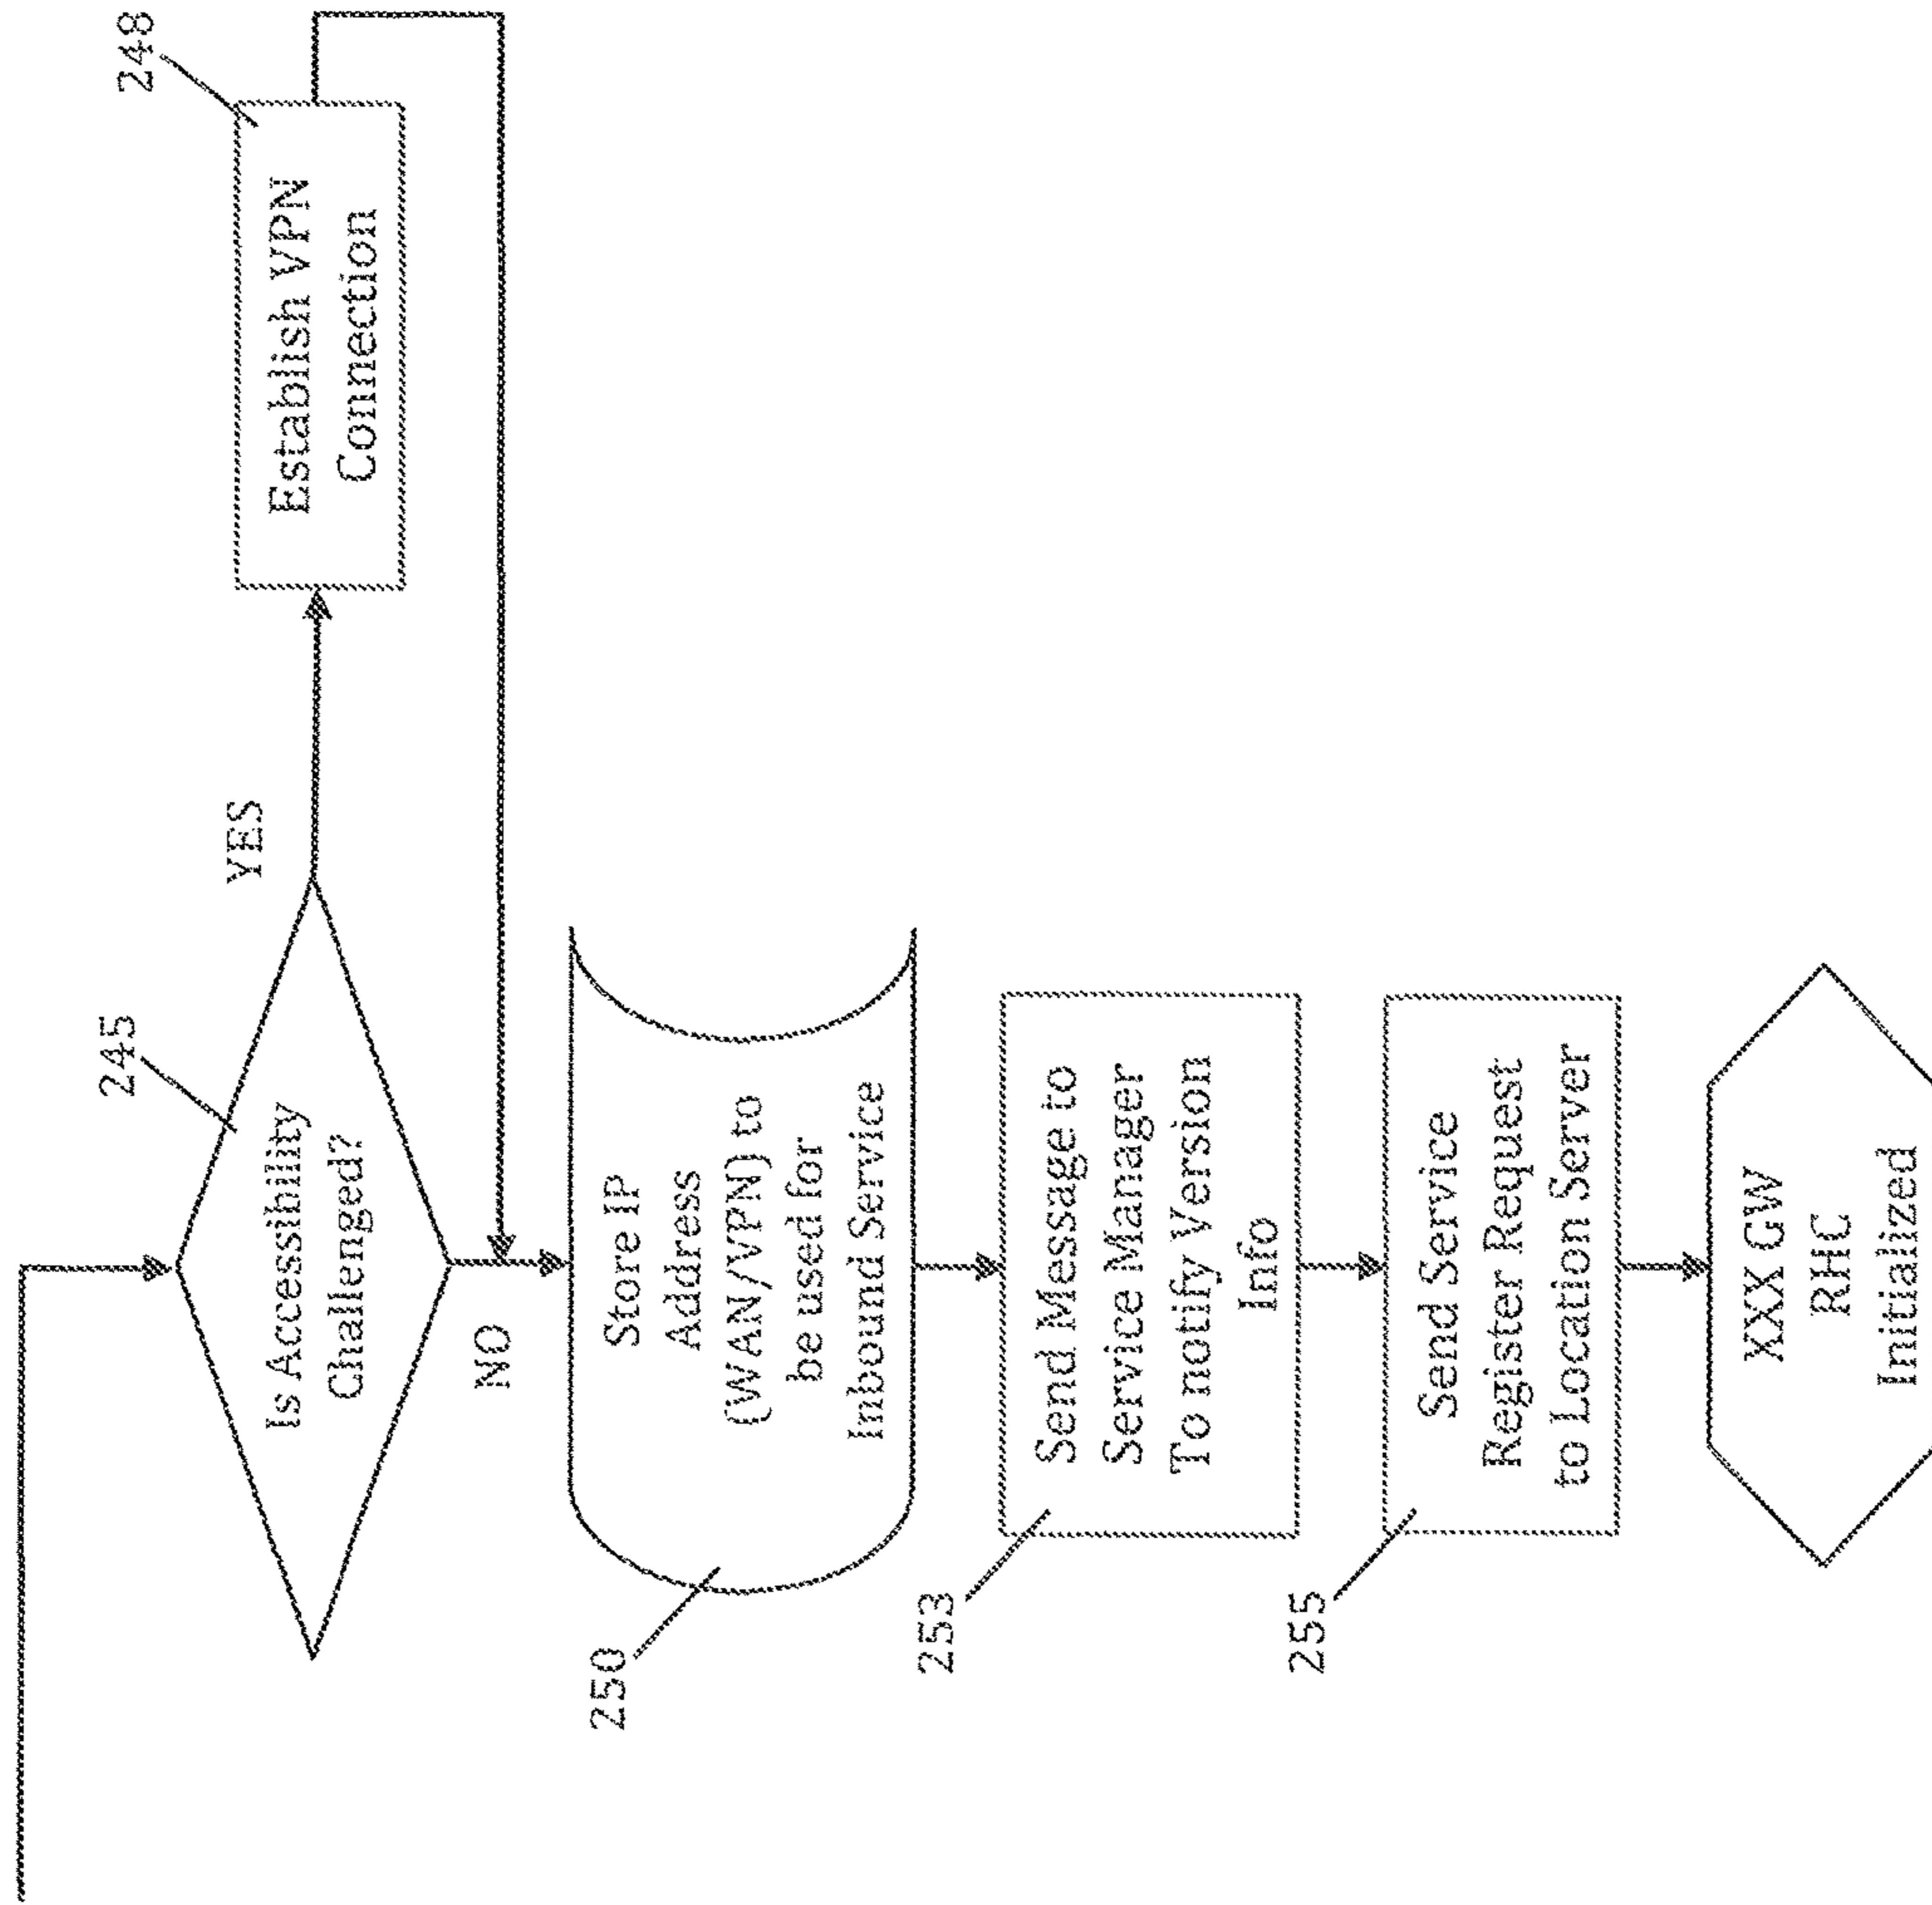 245
Is Accessibility
Challenged?
YES
248
Establish VPN
Connection
NO
250
Store IP
Address
(WAN/VPN) to
be used for
Inbound Service
253
Send Message to
Service Manager
To notify Version
Info
255
Send Service
Register Request
to Location Server
XXX GW
RHC
Initialized